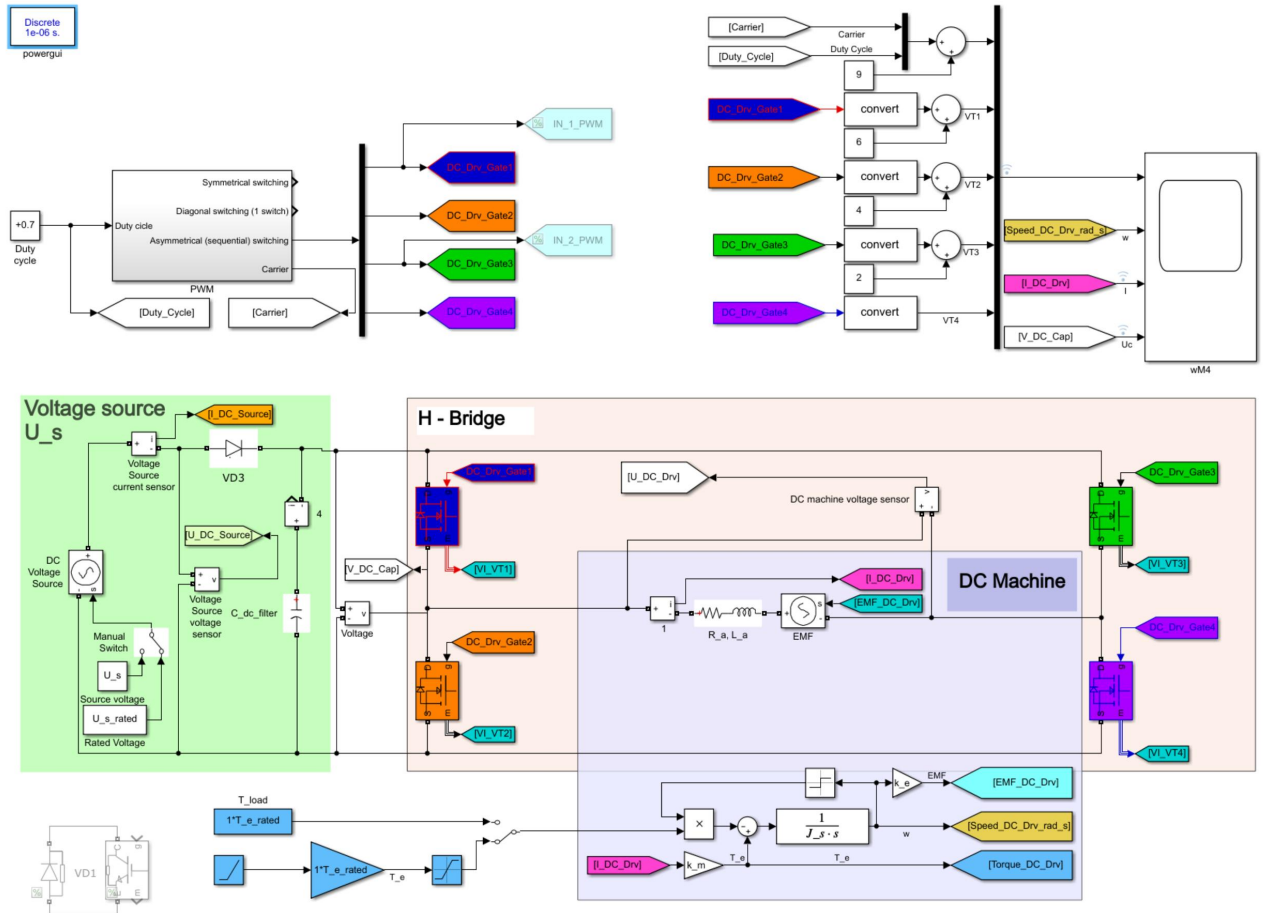 Discrete
1e-06 s.
powergui
+0.7
Duty
cycle
Duty cicle
Symmetrical switching
Diagonal switching (1 switch)
Asymmetrical (sequential) switching
Carrier
PWM
[Duty_Cycle]
[Carrier]
IN_1_PWM
DC_Drv_Gate1
DC_Drv_Gate2
IN_2_PWM
DC_Drv_Gate3
DC_Drv_Gate4
[Carrier]
Carrier
[Duty_Cycle]
Duty Cycle
9
DC_Drv_Gate1
convert
VT1
6
DC_Drv_Gate2
convert
VT2
4
DC_Drv_Gate3
convert
VT3
2
DC_Drv_Gate4
convert
VT4
[Speed_DC_Drv_rad_s]
w
[I_DC_Drv]
I
[V_DC_Cap]
Uc
wM4
Voltage source
U_s
[I_DC_Source]
+
i
-
Voltage
Source
current sensor
VD3
4
[U_DC_Source]
DC
Voltage
Source
Voltage
Source
voltage
sensor
C_dc_filter
Manual
Switch
U_s
Source voltage
U_s_rated
Rated Voltage
[V_DC_Cap]
Voltage
H - Bridge
DC_Drv_Gate1
[VI_VT1]
DC_Drv_Gate2
[VI_VT2]
[U_DC_Drv]
DC machine voltage sensor
DC_Drv_Gate3
[VI_VT3]
DC_Drv_Gate4
[VI_VT4]
DC Machine
[I_DC_Drv]
[EMF_DC_Drv]
1
R_a, L_a
EMF
k_e
EMF
[EMF_DC_Drv]
×
1
J_s·s
w
[Speed_DC_Drv_rad_s]
[I_DC_Drv]
k_m
T_e
T_e
[Torque_DC_Drv]
T_load
1*T_e_rated
1*T_e_rated
T_e
VD1